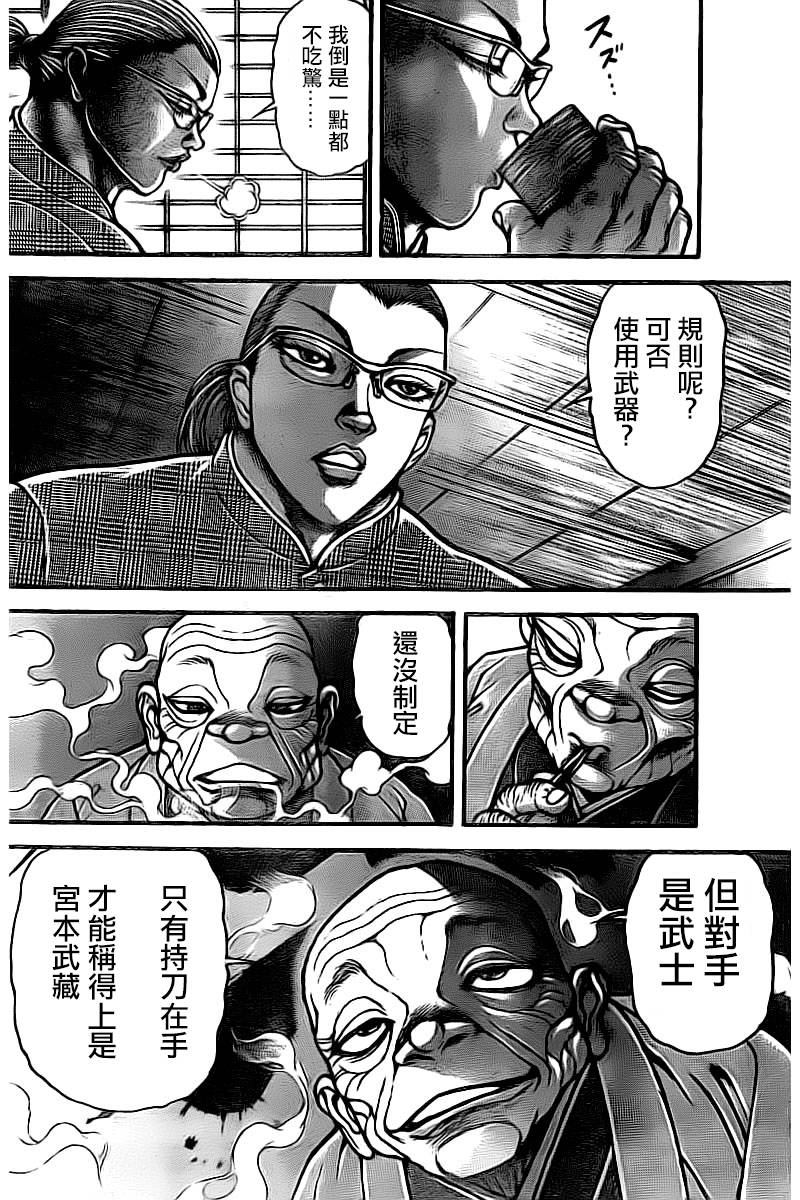 ズズ…
我倒是一點都
不吃驚……
規則呢？
可否
使用武器？
還沒制定
但對手
是武士
只有持刀在手
才能稱得上是
宮本武藏